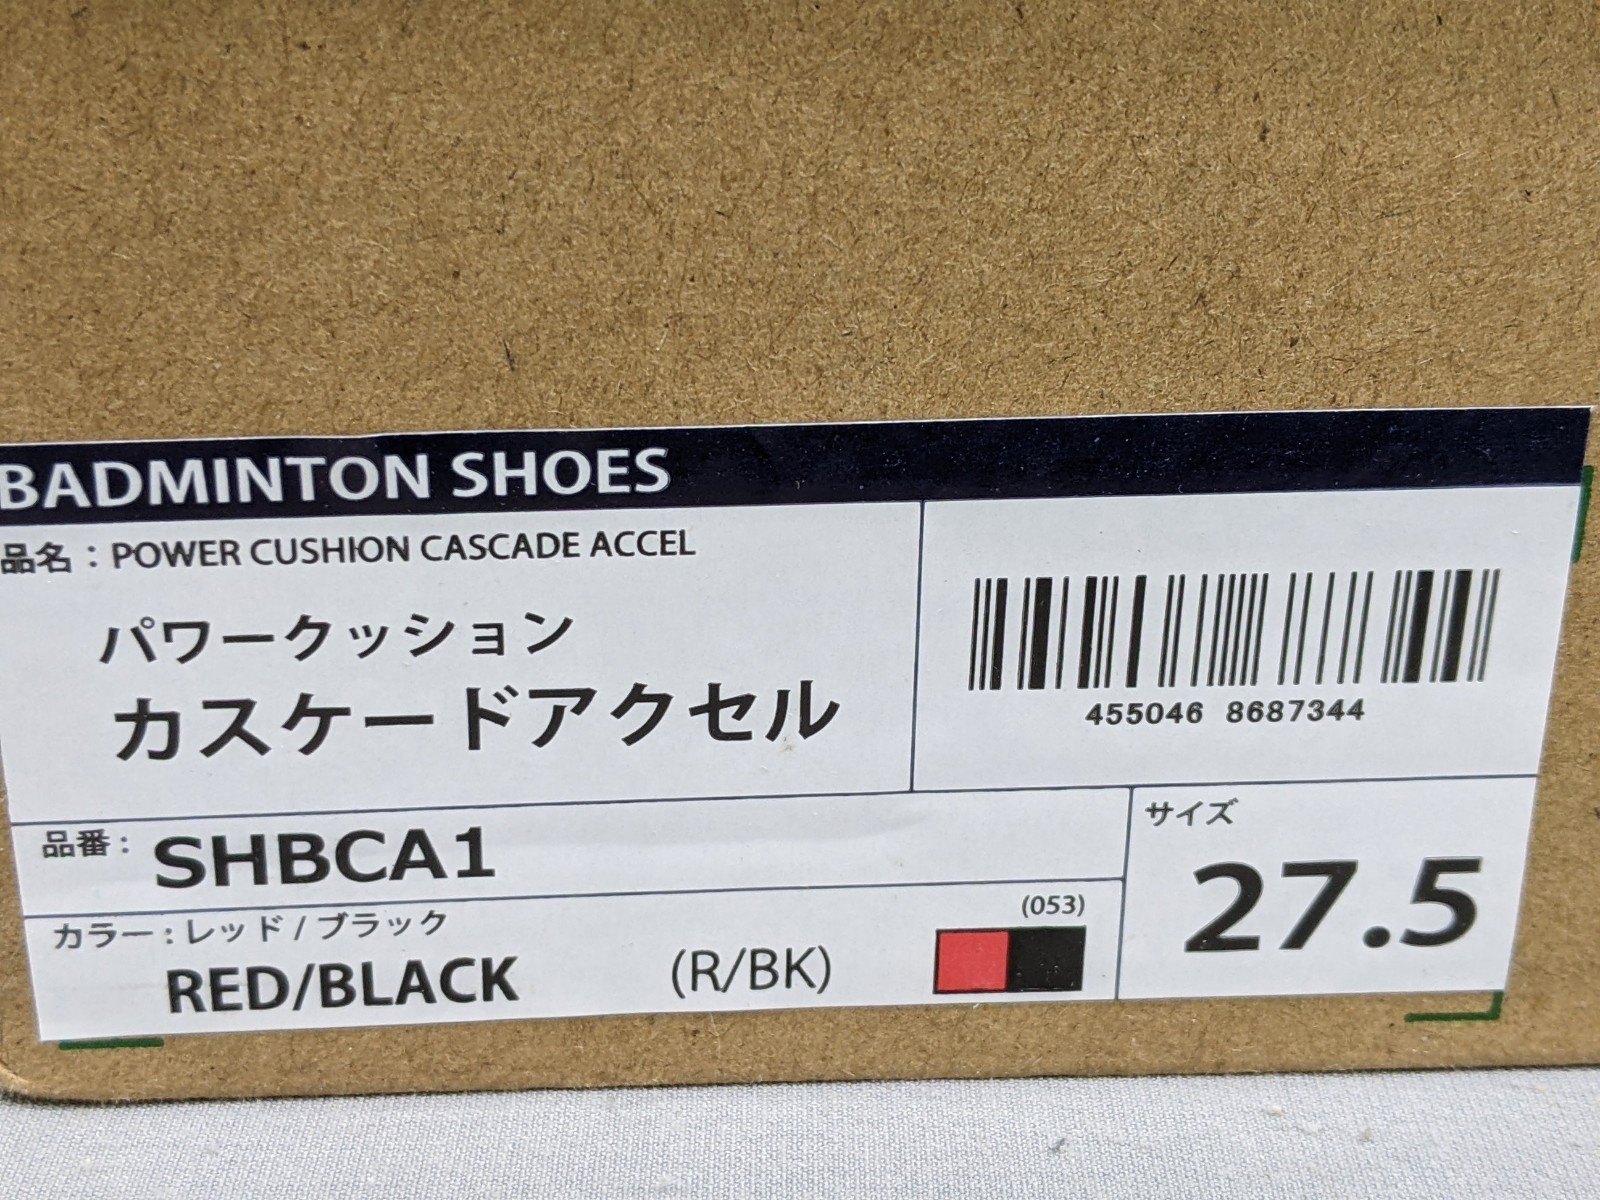 BADMINTON SHOES
品名：POWER CUSHION CASCADE ACCEL
パワークッション
カスケードアクセル
455046 8687344
品番：SHBCA1
サイズ
27.5
カラー：レッド / ブラック
(053)
RED/BLACK (R/BK)